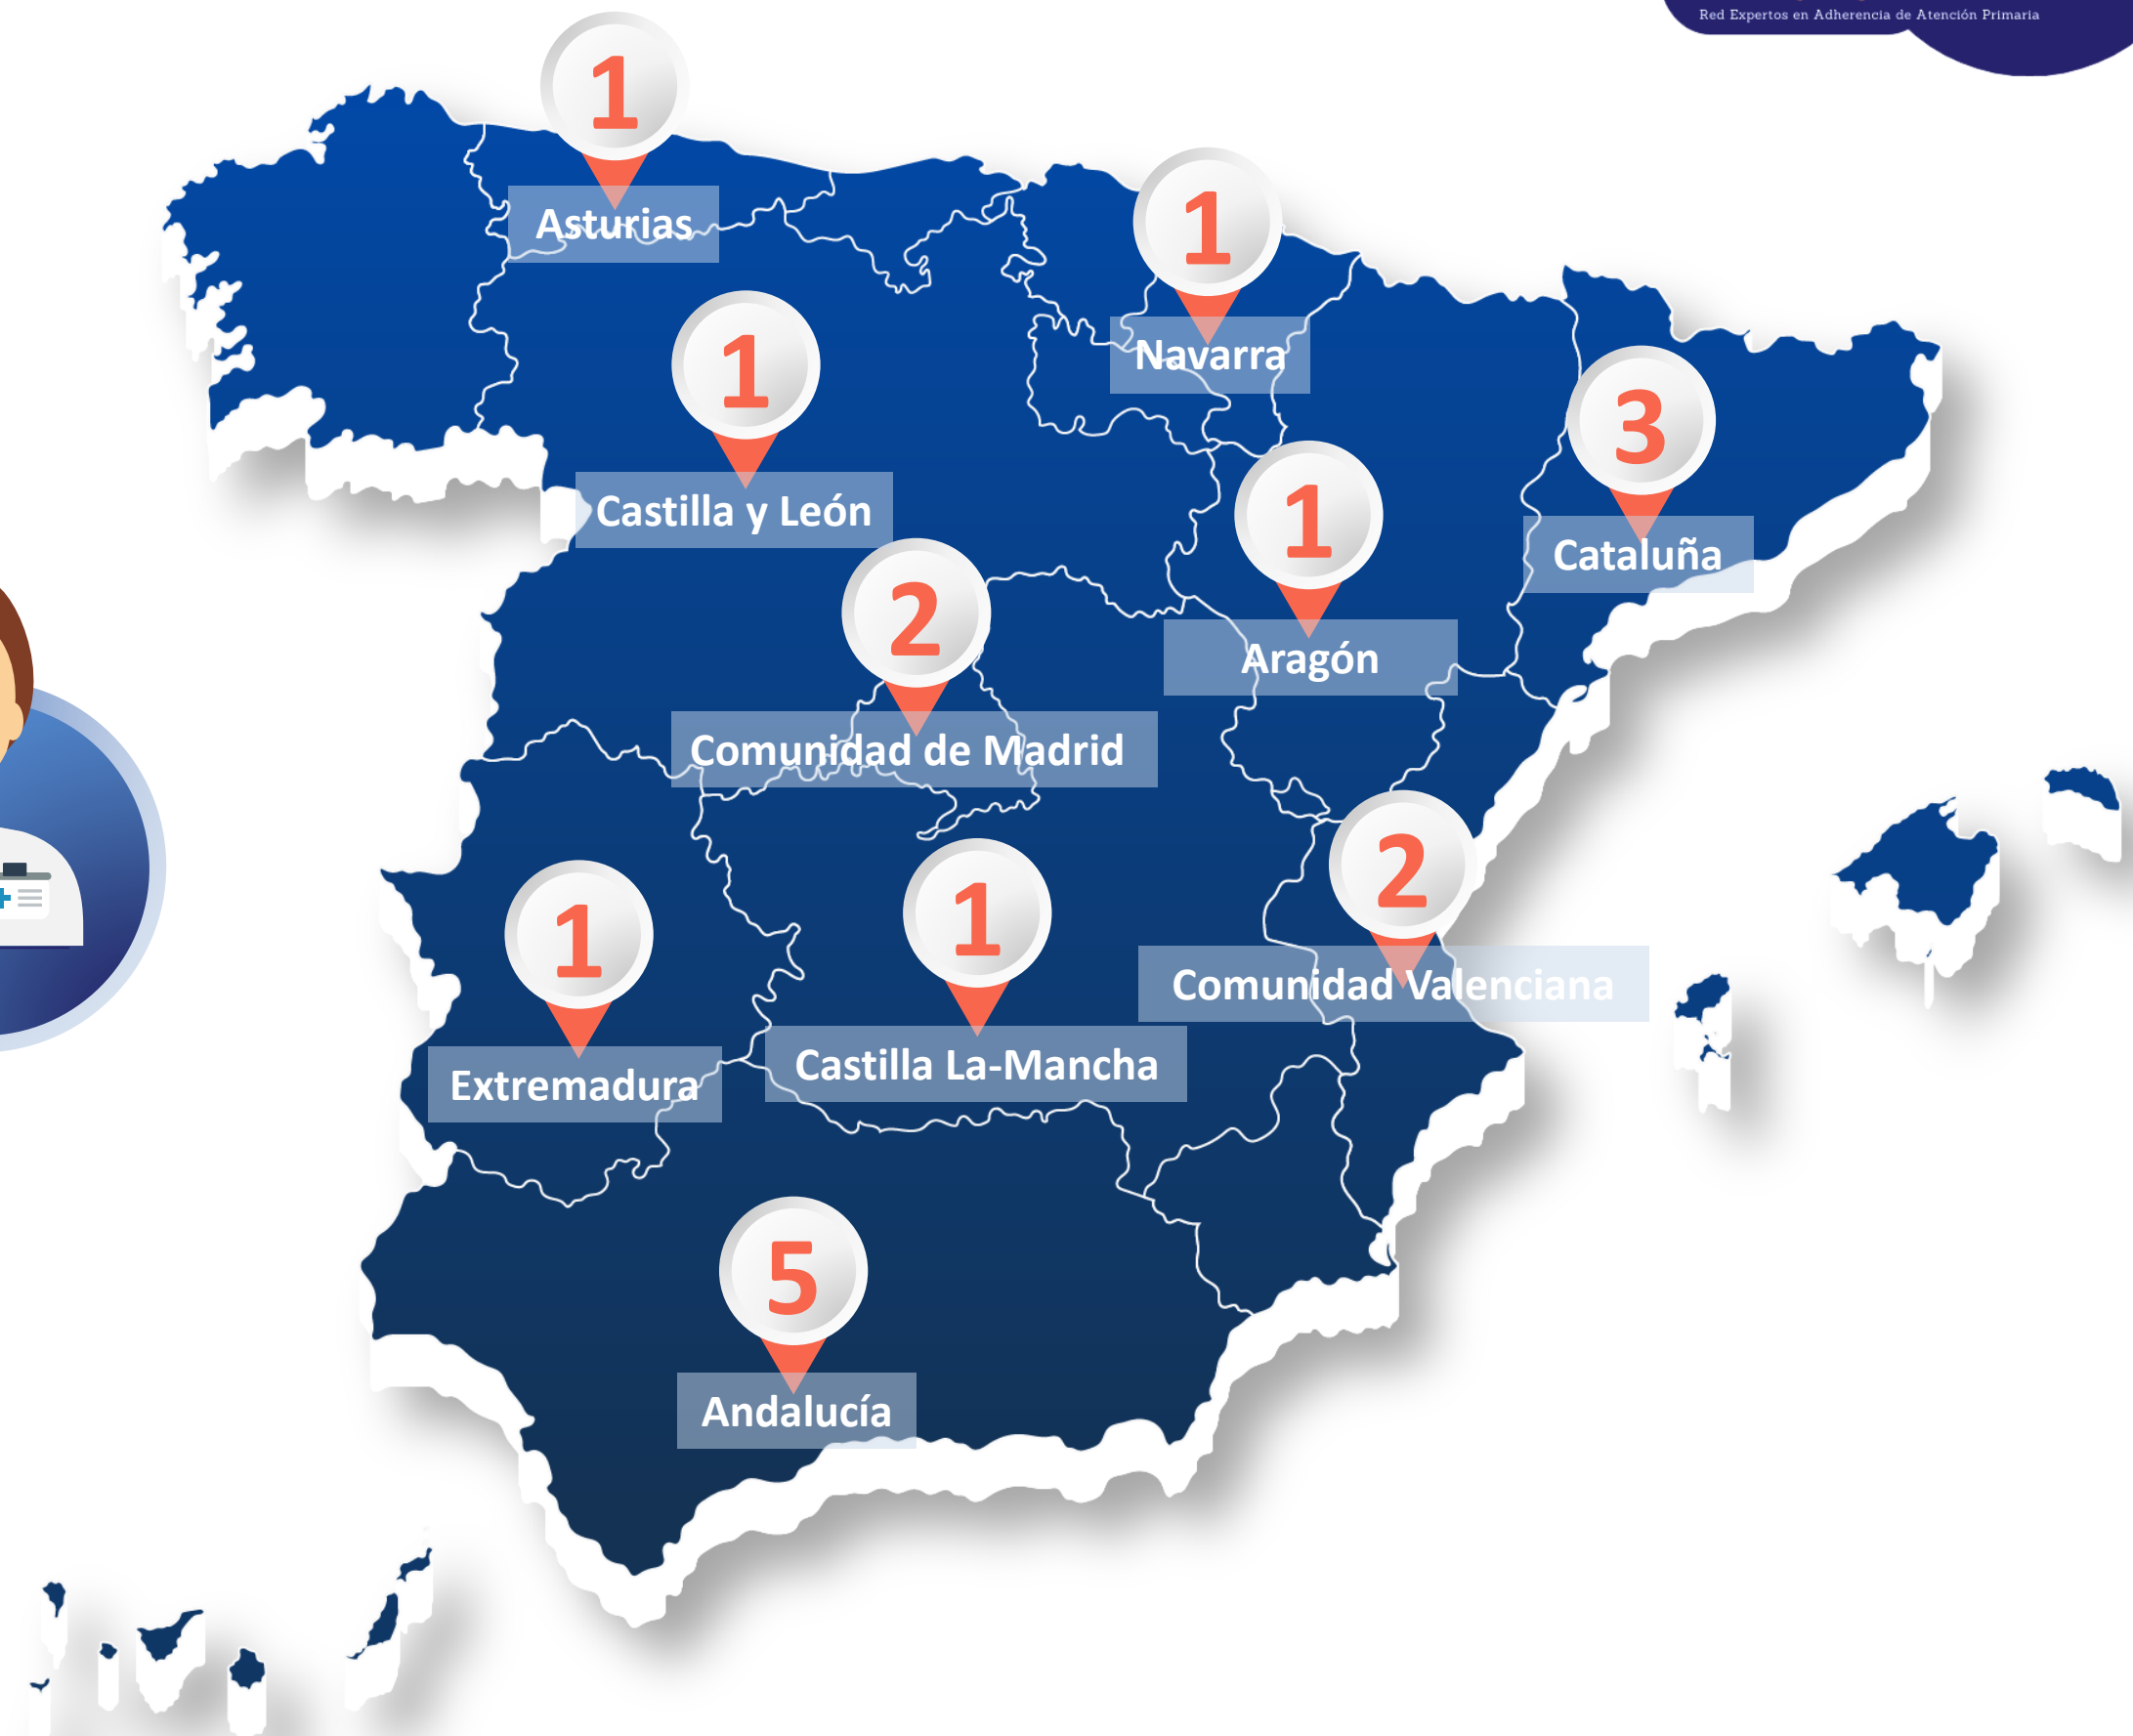 Red Expertos en Adherencia de Atención Primaria
1
Asturias
1
Navarra
1
Castilla y León
3
Cataluña
1
Aragón
2
Comunidad de Madrid
2
Comunidad Valenciana
1
Extremadura
1
Castilla La-Mancha
5
Andalucía